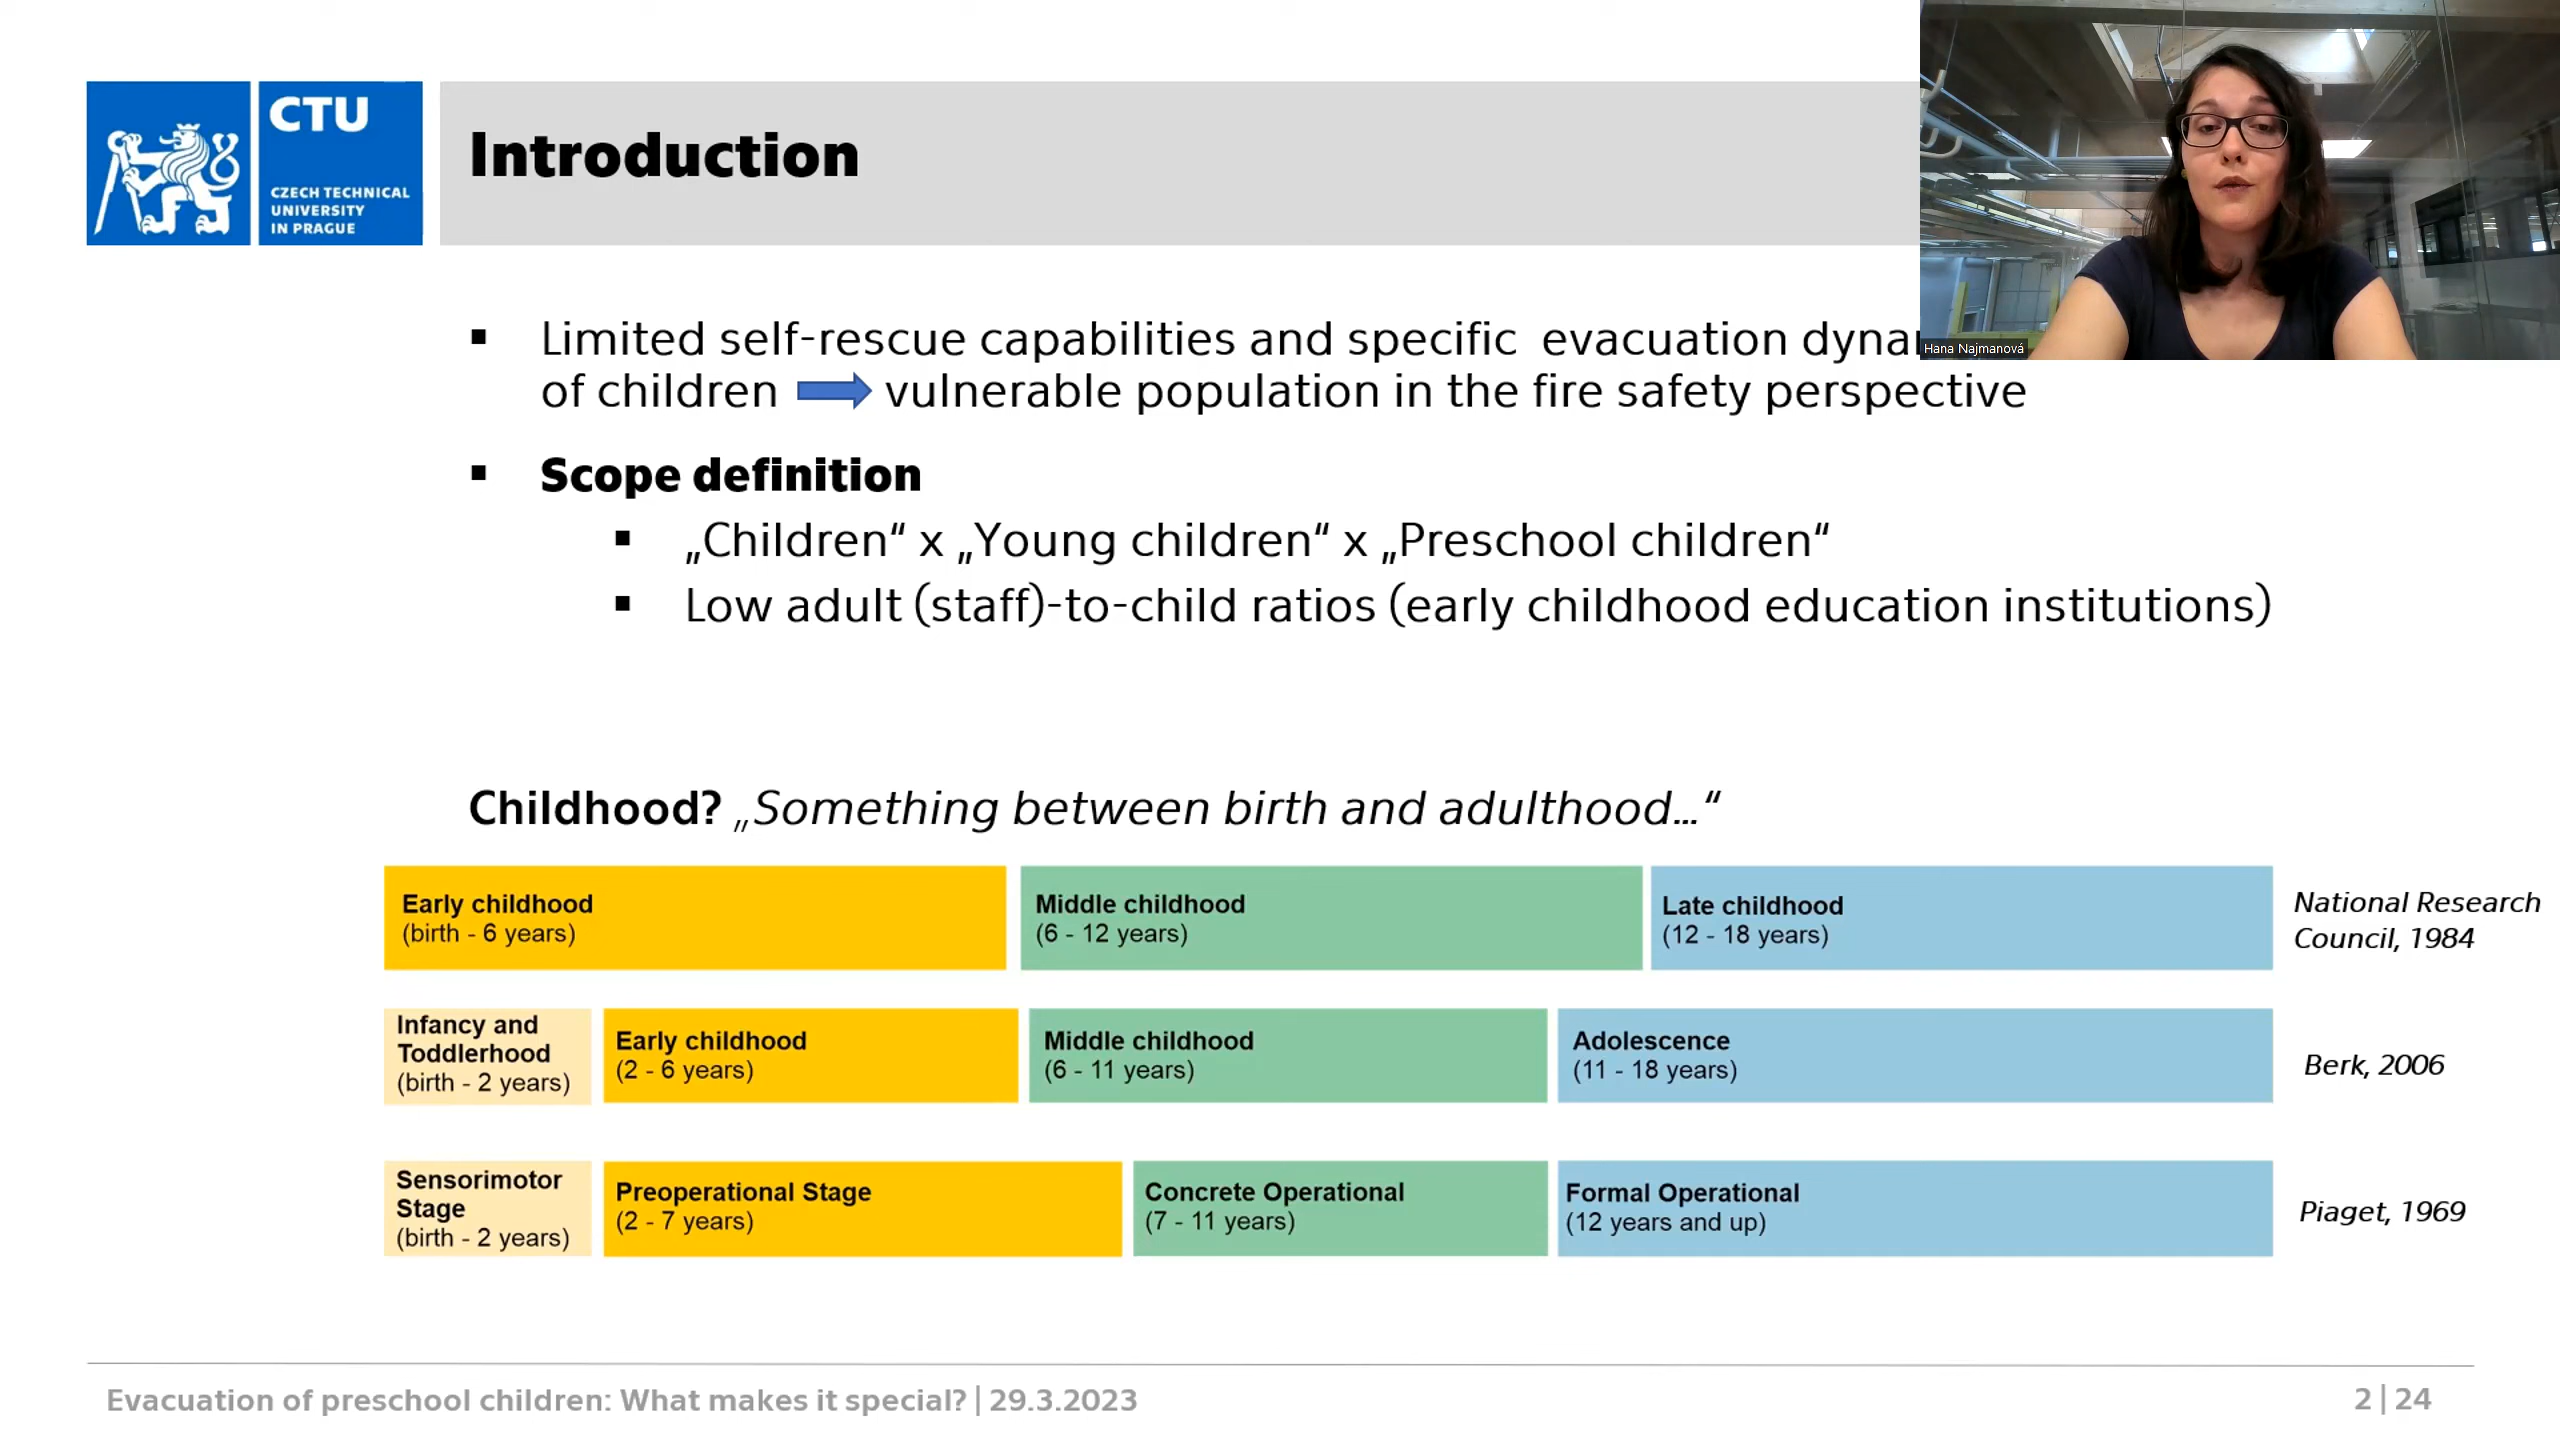 CTU
CZECH TECHNICAL
UNIVERSITY
IN PRAGUE
Introduction
Hana Najmanová
▪ Limited self-rescue capabilities and specific evacuation
of children vulnerable population in the fire safety perspective
▪ Scope definition
▪ „Children“ x „Young children“ x „Preschool children“
▪ Low adult (staff)-to-child ratios (early childhood education institutions)
Childhood? „Something between birth and adulthood...“
Early childhood
(birth - 6 years)
Middle childhood
(6 - 12 years)
Late childhood
(12 - 18 years)
National Research
Council, 1984
Infancy and
Toddlerhood
(birth - 2 years)
Early childhood
(2 - 6 years)
Middle childhood
(6 - 11 years)
Adolescence
(11 - 18 years)
Berk, 2006
Sensorimotor
Stage
(birth - 2 years)
Preoperational Stage
(2 - 7 years)
Concrete Operational
(7 - 11 years)
Formal Operational
(12 years and up)
Piaget, 1969
Evacuation of preschool children: What makes it special? | 29.3.2023
2 | 24